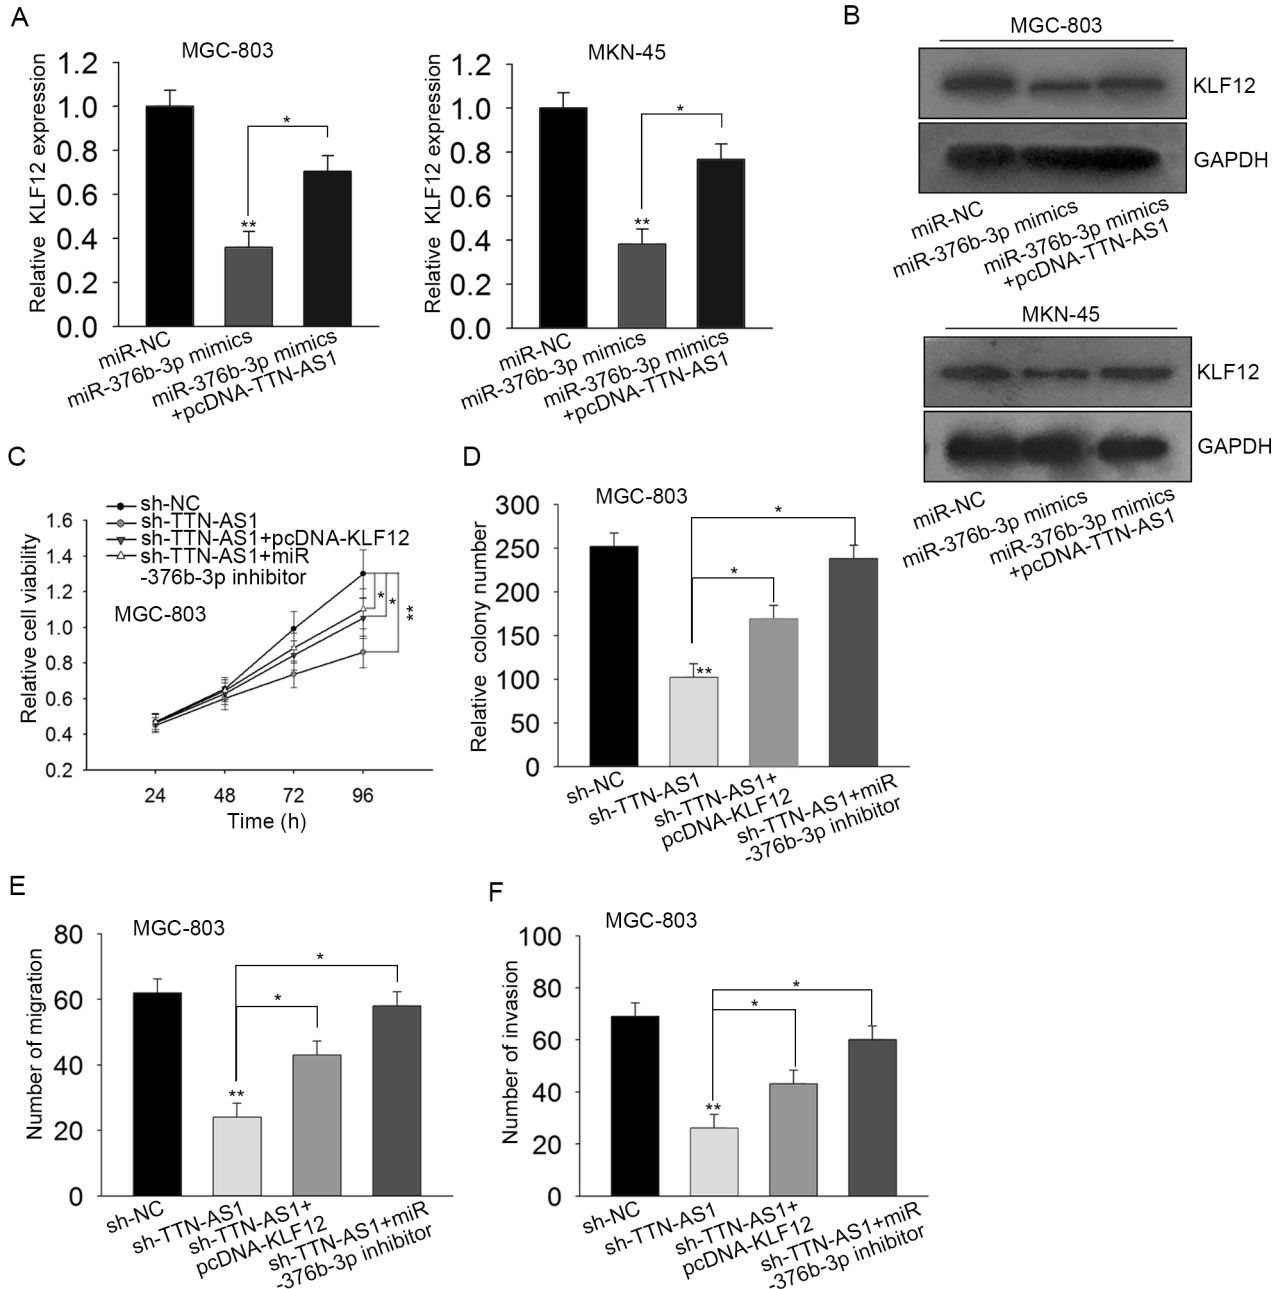 A
MGC-803
Relative KLF12 expression
1.2
1.0
0.8
0.6
0.4
0.2
0.0
*
**
miR-NC
miR-376b-3p mimics
miR-376b-3p mimics
+pcDNA-TTN-AS1
MKN-45
Relative KLF12 expression
1.2
1.0
0.8
0.6
0.4
0.2
0.0
*
**
miR-NC
miR-376b-3p mimics
miR-376b-3p mimics
+pcDNA-TTN-AS1
B
MGC-803
KLF12
GAPDH
miR-NC
miR-376b-3p mimics
miR-376b-3p mimics
+pcDNA-TTN-AS1
MKN-45
KLF12
GAPDH
miR-NC
miR-376b-3p mimics
miR-376b-3p mimics
+pcDNA-TTN-AS1
C
sh-NC
sh-TTN-AS1
sh-TTN-AS1+pcDNA-KLF12
sh-TTN-AS1+miR
-376b-3p inhibitor
MGC-803
Relative cell viability
1.6
1.4
1.2
1.0
0.8
0.6
0.4
0.2
*
*
**
24 48 72 96
Time (h)
D
MGC-803
Relative colony number
300
250
200
150
100
50
0
*
*
**
sh-NC
sh-TTN-AS1
sh-TTN-AS1+
pcDNA-KLF12
sh-TTN-AS1+miR
-376b-3p inhibitor
E
MGC-803
Number of migration
80
60
40
20
0
*
*
**
sh-NC
sh-TTN-AS1
sh-TTN-AS1+
pcDNA-KLF12
sh-TTN-AS1+miR
-376b-3p inhibitor
F
MGC-803
Number of invasion
100
80
60
40
20
0
*
*
**
sh-NC
sh-TTN-AS1
sh-TTN-AS1+
pcDNA-KLF12
sh-TTN-AS1+miR
-376b-3p inhibitor